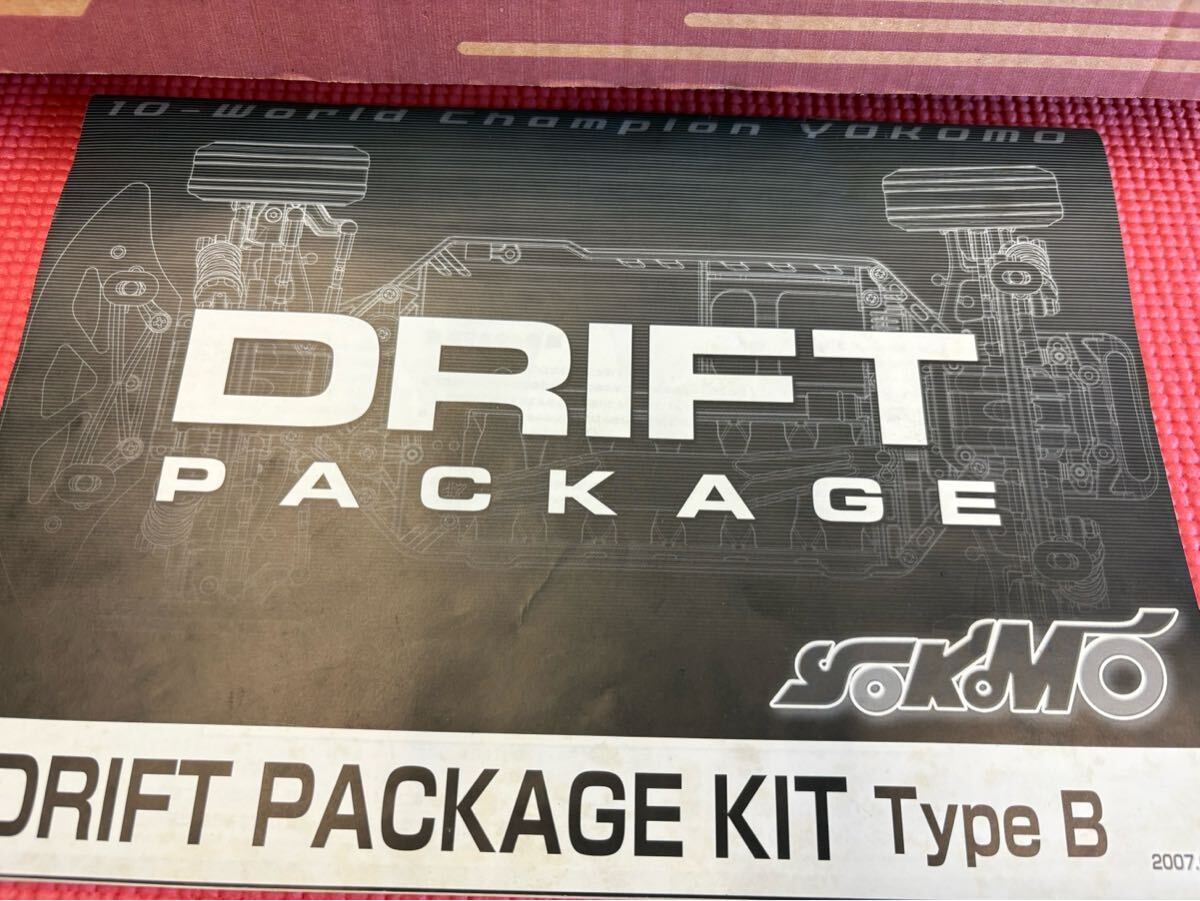 10-World Champion YOKOMO
DRIFT
PACKAGE
YOKOMO
DRIFT PACKAGE KIT Type B
2007.